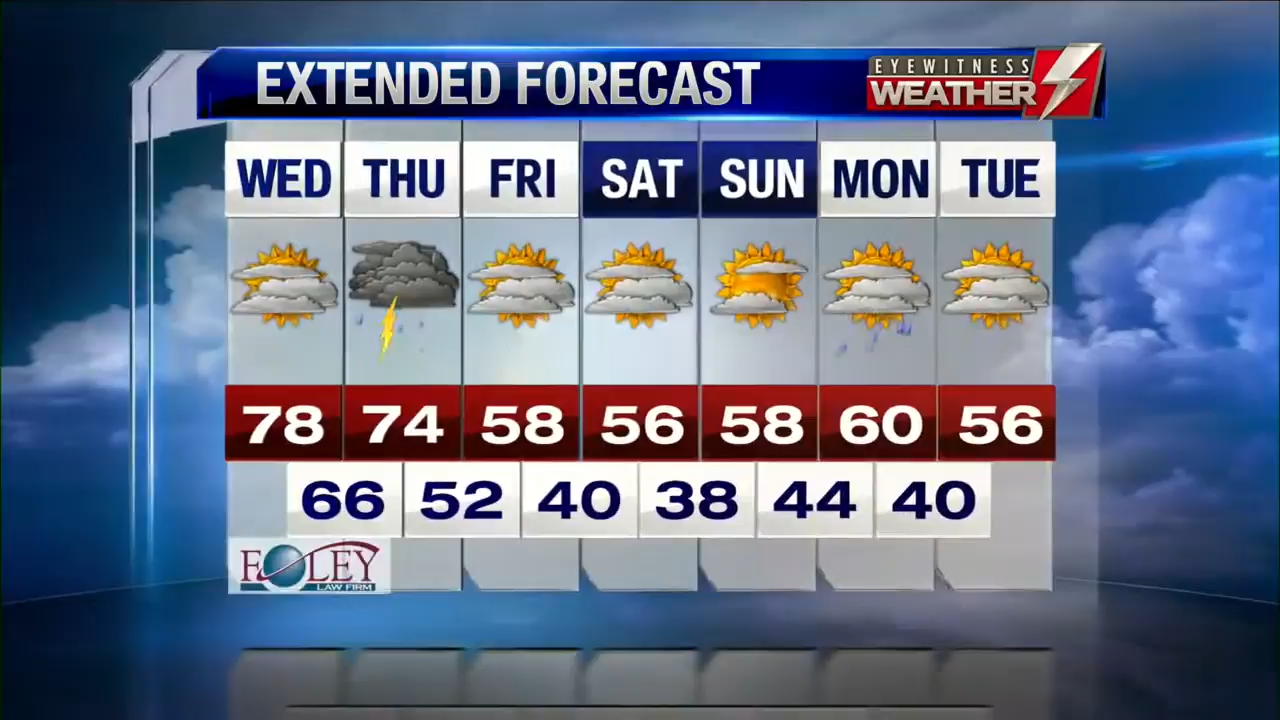 EXTENDED FORECAST
EYEWITNESS
WEATHER
WED THU FRI SAT SUN MON TUE
78 74 58 56 58 60 56
66 52 40 38 44 40
FOLEY
LAW FIRM